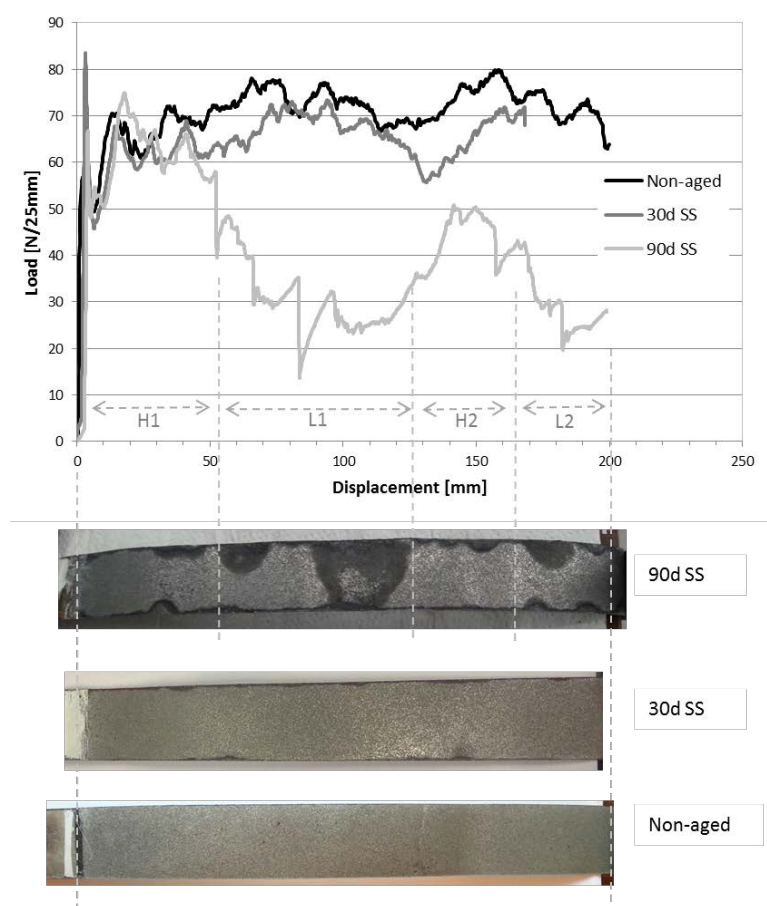 90
80
70
60
50
40
30
20
10
0
Load [N/25mm]
Non-aged
30d SS
90d SS
H1
L1
H2
L2
0
50
100
150
200
250
Displacement [mm]
90d SS
30d SS
Non-aged